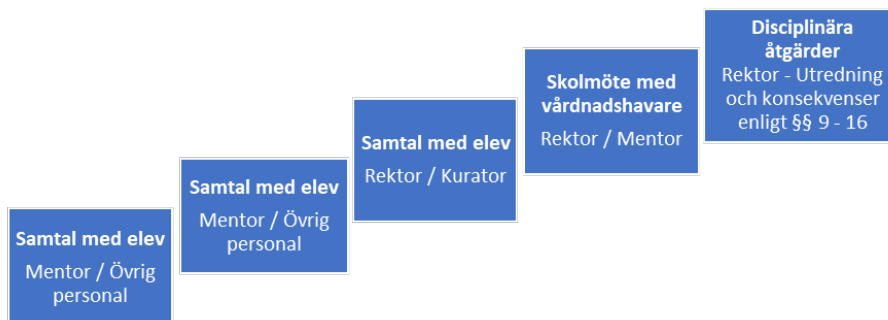 Samtal med elev
Mentor / Övrig
personal
Samtal med elev
Mentor / Övrig
personal
Samtal med elev
Rektor / Kurator
Skolmöte med
vårdnadshavare
Rektor / Mentor
Disciplinära
åtgärder
Rektor - Utredning
och konsekvenser
enligt §§ 9 - 16